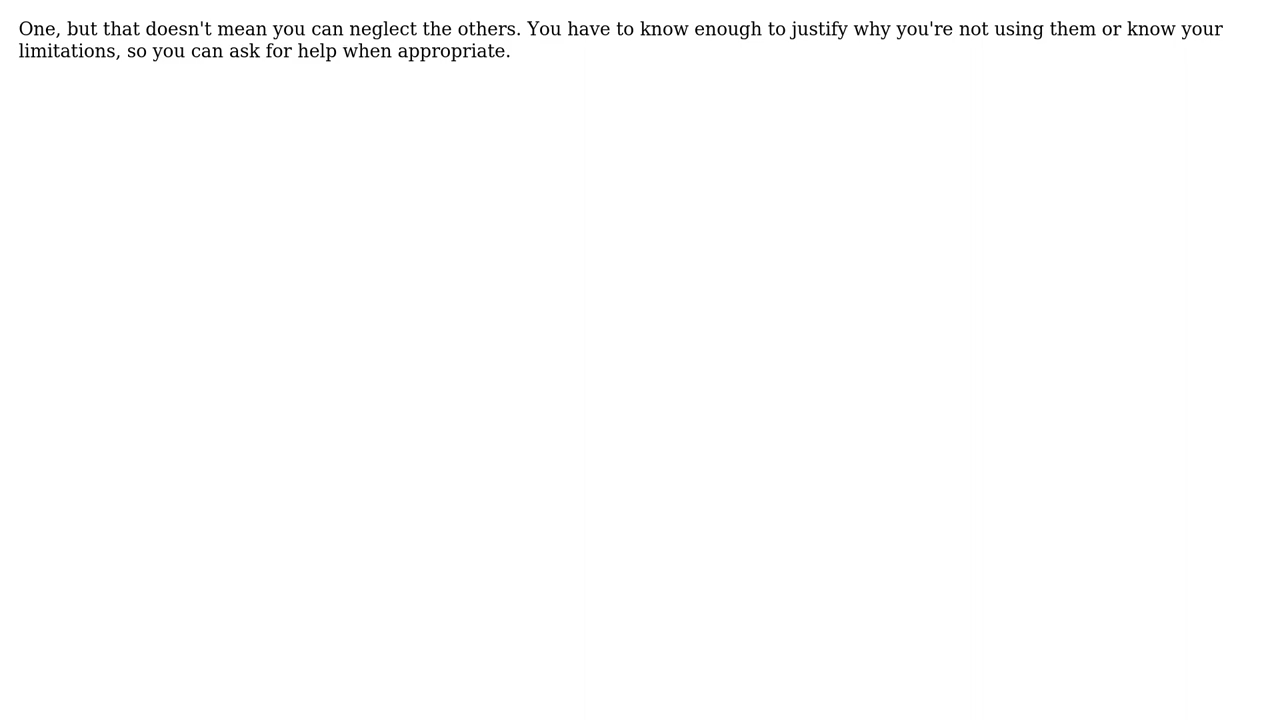 One, but that doesn't mean you can neglect the others. You have to know enough to justify why you're not using them or know your
limitations, so you can ask for help when appropriate.